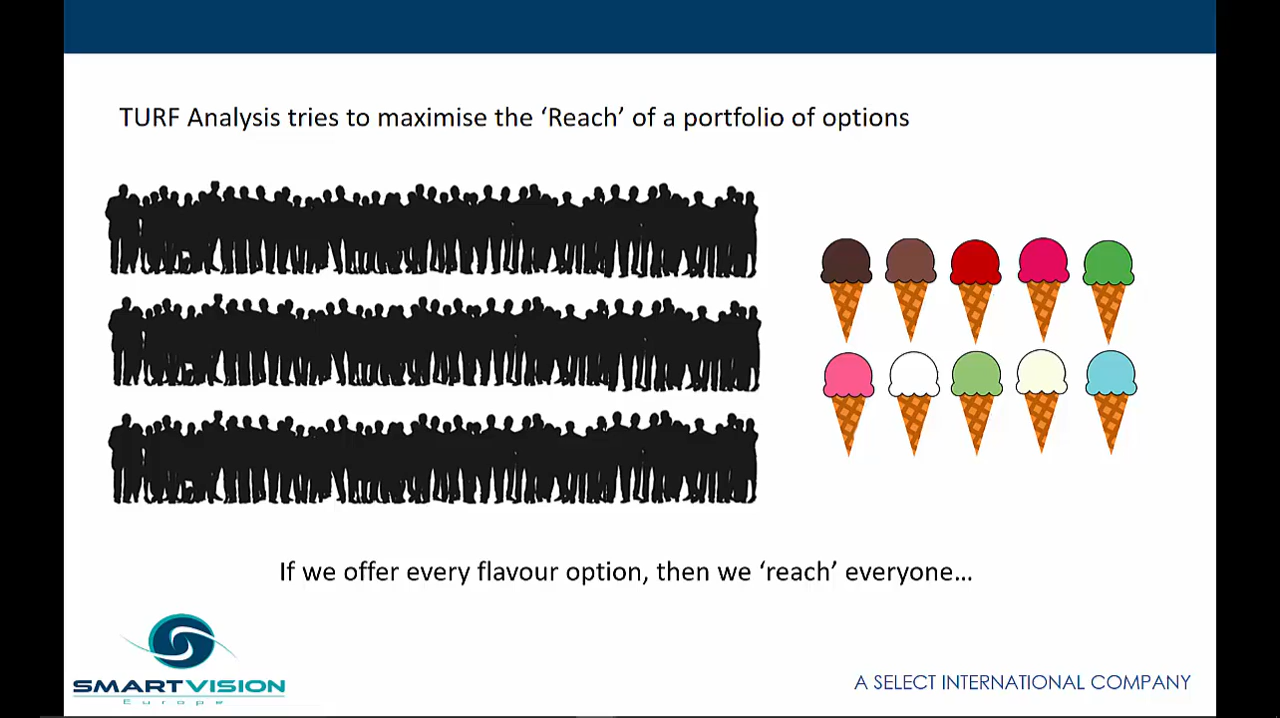 TURF Analysis tries to maximise the ‘Reach’ of a portfolio of options
If we offer every flavour option, then we ‘reach’ everyone…
SMARTVISION
Europe
A SELECT INTERNATIONAL COMPANY